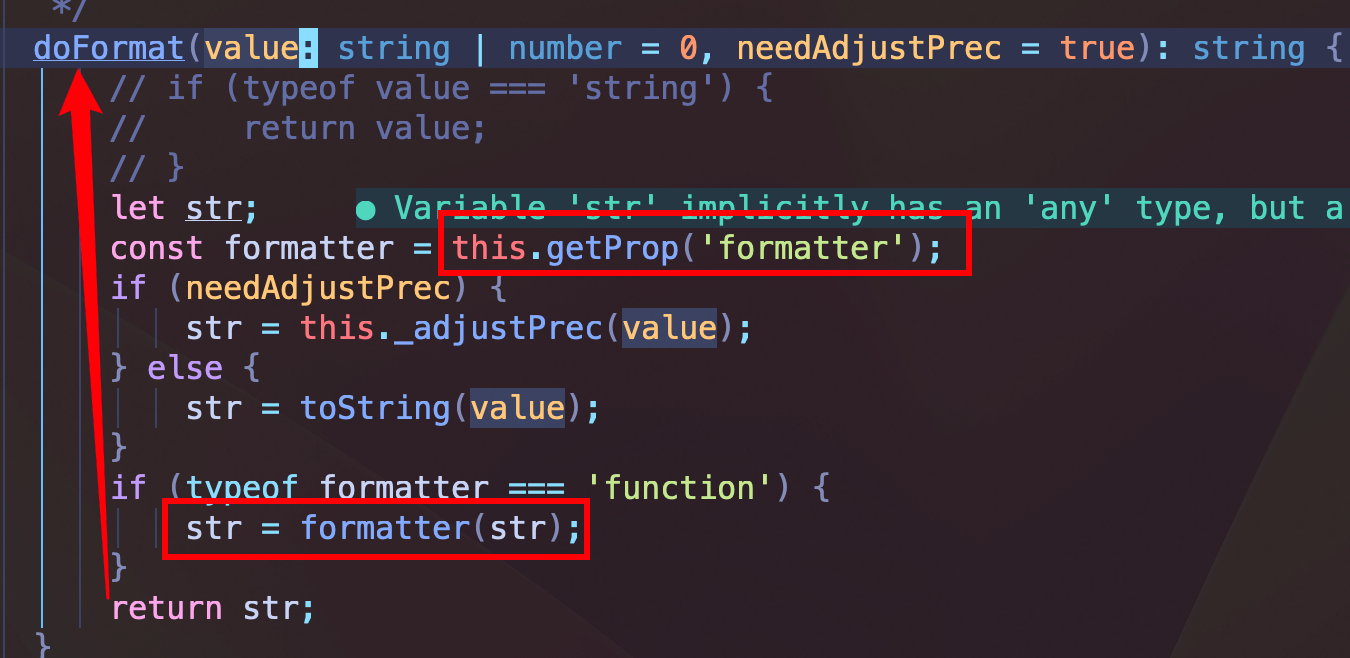 */
doFormat(value: string | number = 0, needAdjustPrec = true): string {
// if (typeof value === 'string') {
//     return value;
// }
let str; ● Variable 'str' implicitly has an 'any' type, but a
const formatter = this.getProp('formatter');
if (needAdjustPrec) {
str = this._adjustPrec(value);
} else {
str = toString(value);
}
if (typeof formatter === 'function') {
str = formatter(str);
}
return str;
}